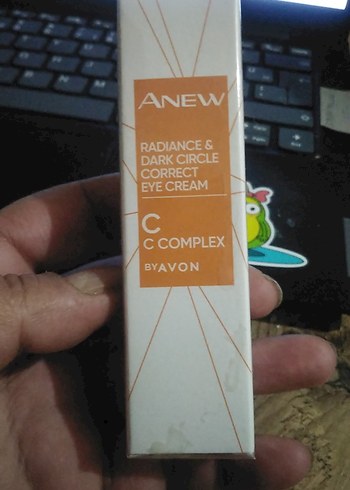 ANEW
RADIANCE &
DARK CIRCLE
CORRECT
EYE CREAM
C
C COMPLEX
BY AVON